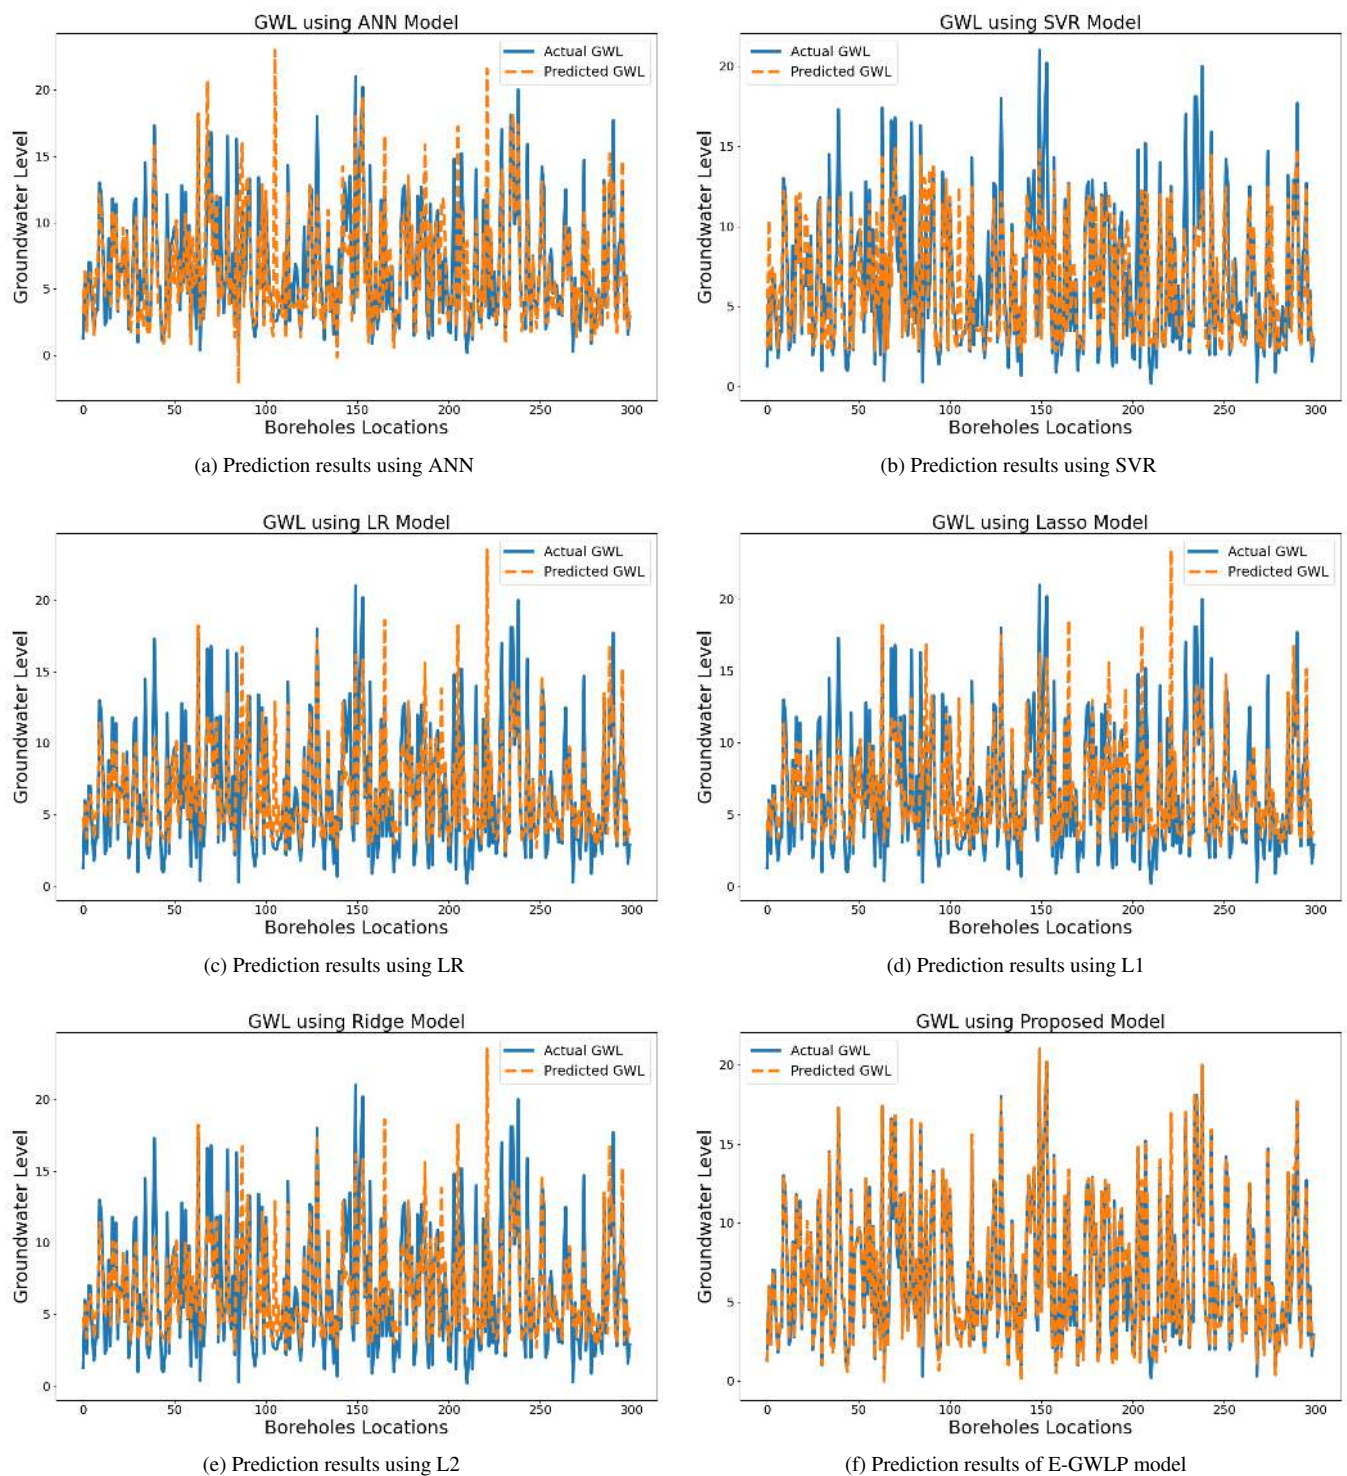 GWL using ANN Model
Actual GWL
Predicted GWL
Groundwater Level
20
15
10
5
0
0 50 100 150 200 250 300
Boreholes Locations
(a) Prediction results using ANN
GWL using SVR Model
Actual GWL
Predicted GWL
Groundwater Level
20
15
10
5
0
0 50 100 150 200 250 300
Boreholes Locations
(b) Prediction results using SVR
GWL using LR Model
Actual GWL
Predicted GWL
Groundwater Level
20
15
10
5
0
0 50 100 150 200 250 300
Boreholes Locations
(c) Prediction results using LR
GWL using Lasso Model
Actual GWL
Predicted GWL
Groundwater Level
20
15
10
5
0
0 50 100 150 200 250 300
Boreholes Locations
(d) Prediction results using L1
GWL using Ridge Model
Actual GWL
Predicted GWL
Groundwater Level
20
15
10
5
0
0 50 100 150 200 250 300
Boreholes Locations
(e) Prediction results using L2
GWL using Proposed Model
Actual GWL
Predicted GWL
Groundwater Level
20
15
10
5
0
0 50 100 150 200 250 300
Boreholes Locations
(f) Prediction results of E-GWLP model